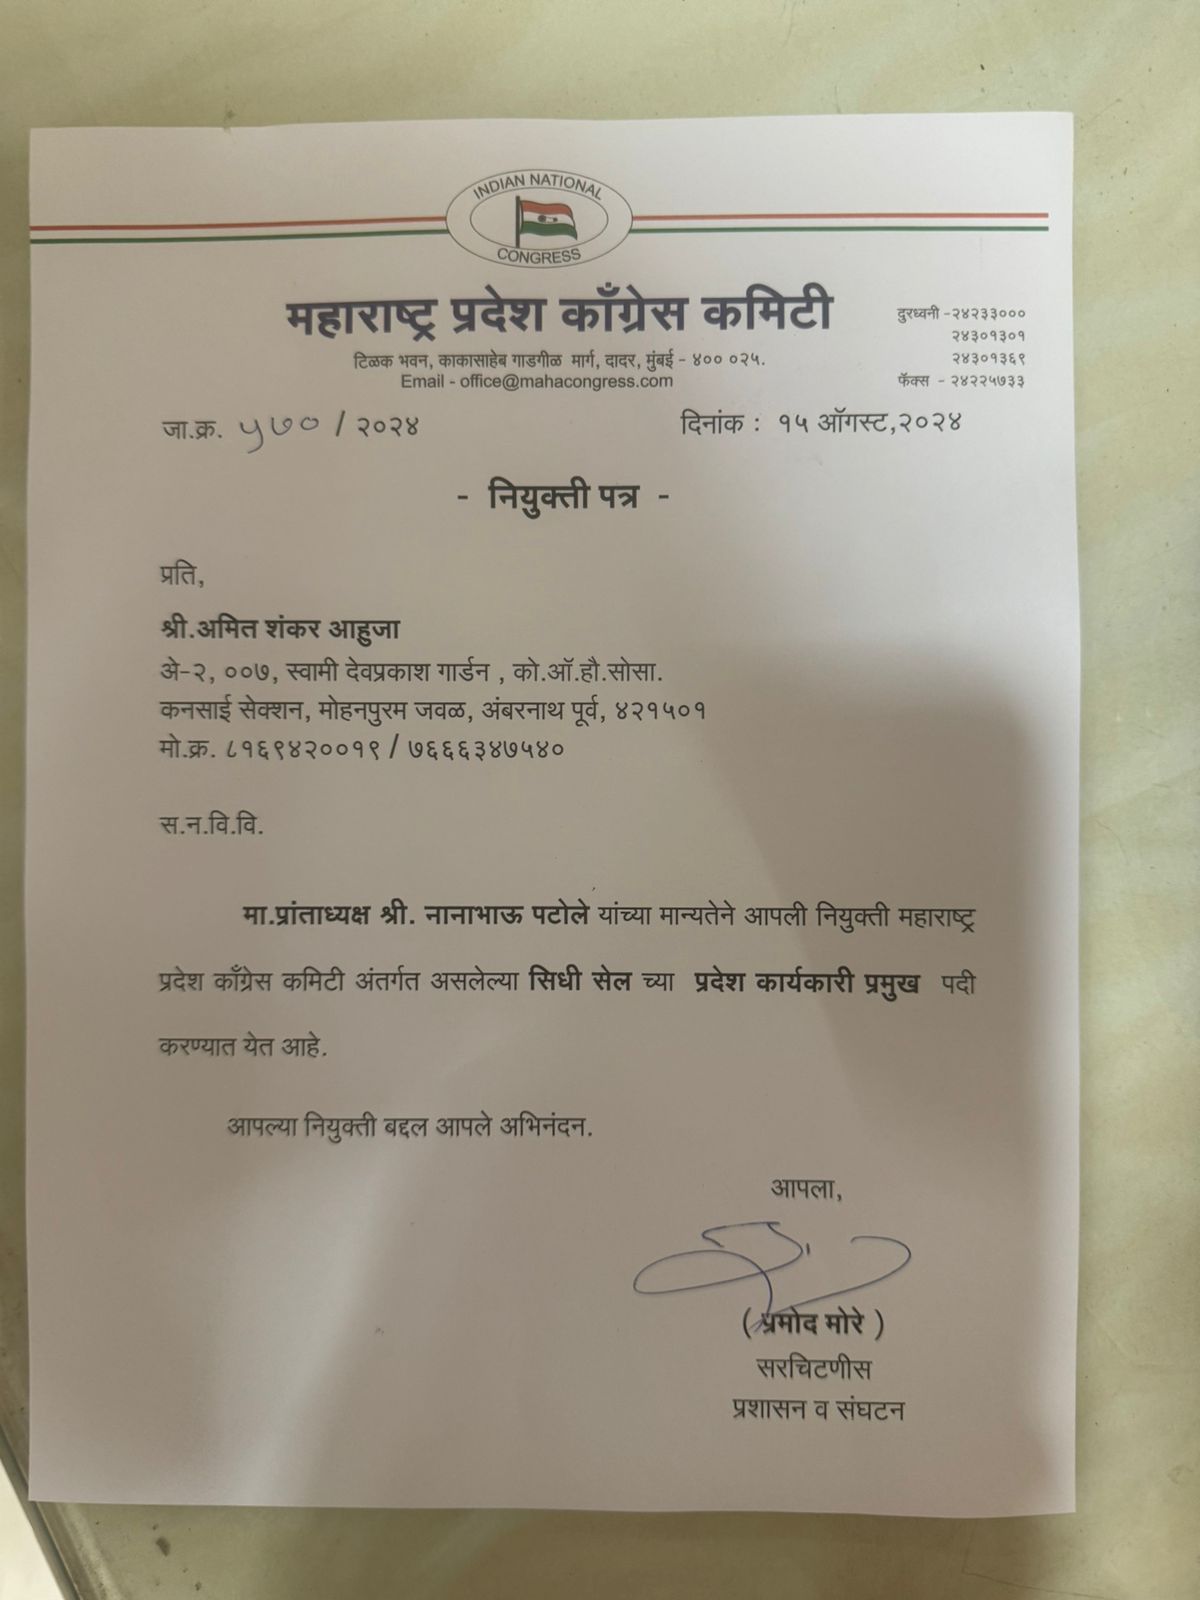 INDIAN NATIONAL
CONGRESS
महाराष्ट्र प्रदेश काँग्रेस कमिटी
टिळक भवन, काकासाहेब गाडगीळ मार्ग, दादर, मुंबई - ४०० ०२५.
Email - office@mahacongress.com
दुरध्वनी -२४२३३०००
२४३०१३०१
२४३०१३६९
फॅक्स - २४२२५७३३
जा.क्र. ५७० / २०२४
दिनांक : १५ ऑगस्ट,२०२४
- नियुक्ती पत्र -
प्रति,
श्री.अमित शंकर आहुजा
अे-२, ००७, स्वामी देवप्रकाश गार्डन , को.ऑ.हौ.सोसा.
कनसाई सेक्शन, मोहनपुरम जवळ, अंबरनाथ पूर्व, ४२१५०१
मो.क्र. ८१६९४२००१९ / ७६६६३४७५४०
स.न.वि.वि.
मा.प्रांताध्यक्ष श्री. नानाभाऊ पटोले यांच्या मान्यतेने आपली नियुक्ती महाराष्ट्र
प्रदेश काँग्रेस कमिटी अंतर्गत असलेल्या सिधी सेल च्या प्रदेश कार्यकारी प्रमुख पदी
करण्यात येत आहे.
आपल्या नियुक्ती बद्दल आपले अभिनंदन.
आपला,
( प्रमोद मोरे )
सरचिटणीस
प्रशासन व संघटन